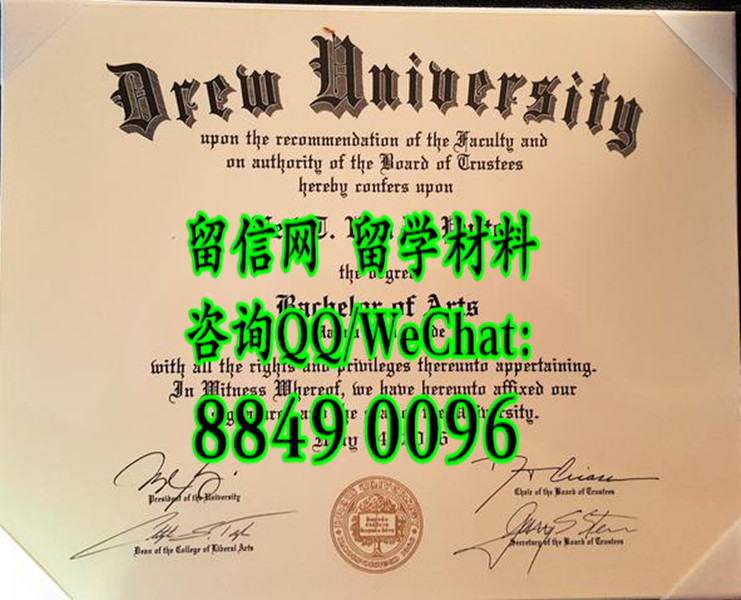 Drew University
upon the recommendation of the Faculty and
on authority of the Board of Trustees
hereby confers upon
留信网 留学材料
the degree
Bachelor of Arts
咨询QQ/WeChat:
with all the rights and privileges thereunto appertaining.
In Witness Whereof, we have hereunto affixed our
the University.
8849 0096
President of the University
Chair of the Board of Trustees
Dean of the College of Liberal Arts
Secretary of the Board of Trustees